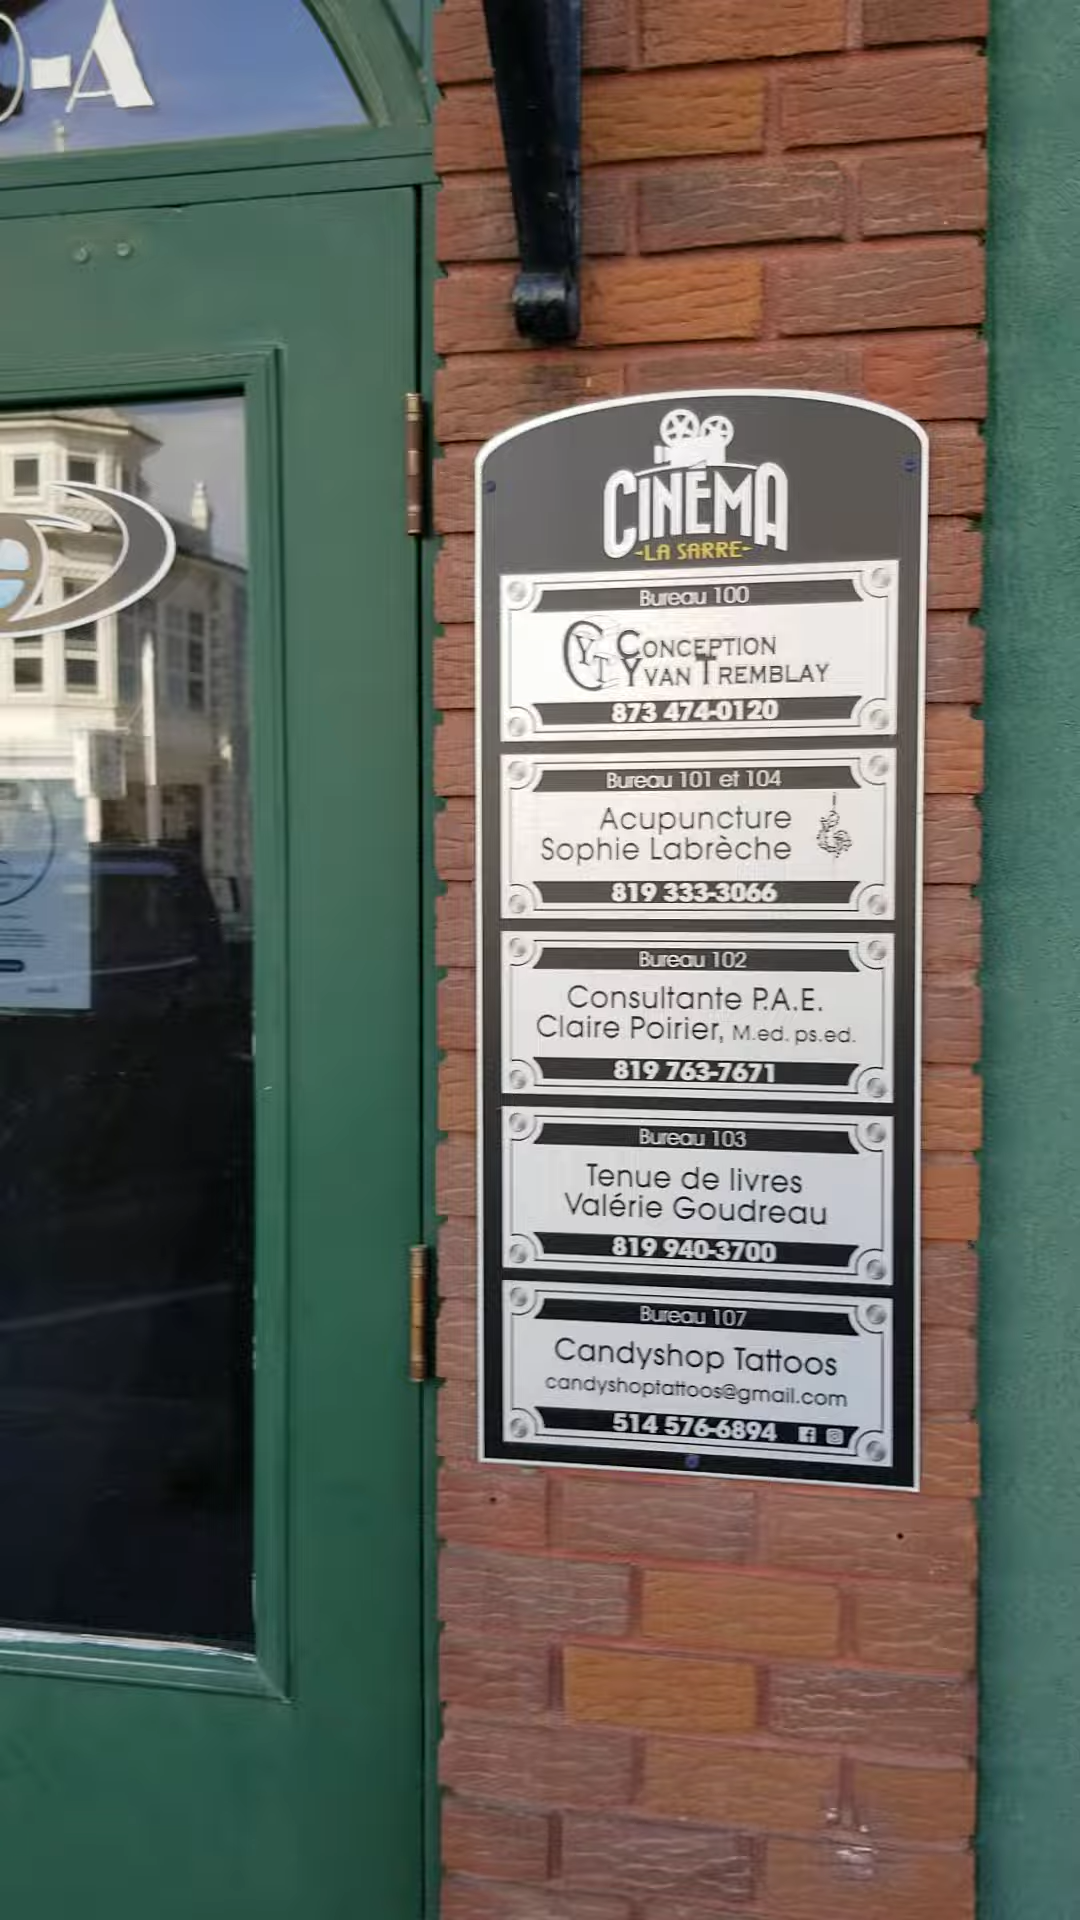 -A
CINÉMA
-LA SARRE-
Bureau 100
CYT CONCEPTION
YVAN TREMBLAY
873 474-0120
Bureau 101 et 104
Acupuncture
Sophie Labrèche
819 333-3066
Bureau 102
Consultante P.A.E.
Claire Poirier, M.ed. ps.ed.
819 763-7671
Bureau 103
Tenue de livres
Valérie Goudreau
819 940-3700
Bureau 107
Candyshop Tattoos
candyshoptattoos@gmail.com
514 576-6894